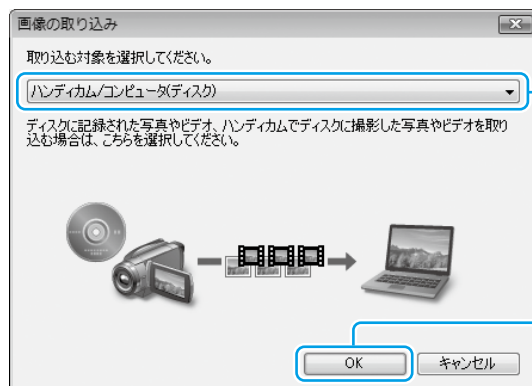 画像の取り込み
取り込む対象を選択してください。
ハンディカム/コンピュータ(ディスク)
ディスクに記録された写真やビデオ、ハンディカムでディスクに撮影した写真やビデオを取り
込む場合は、こちらを選択してください。
OK
キャンセル